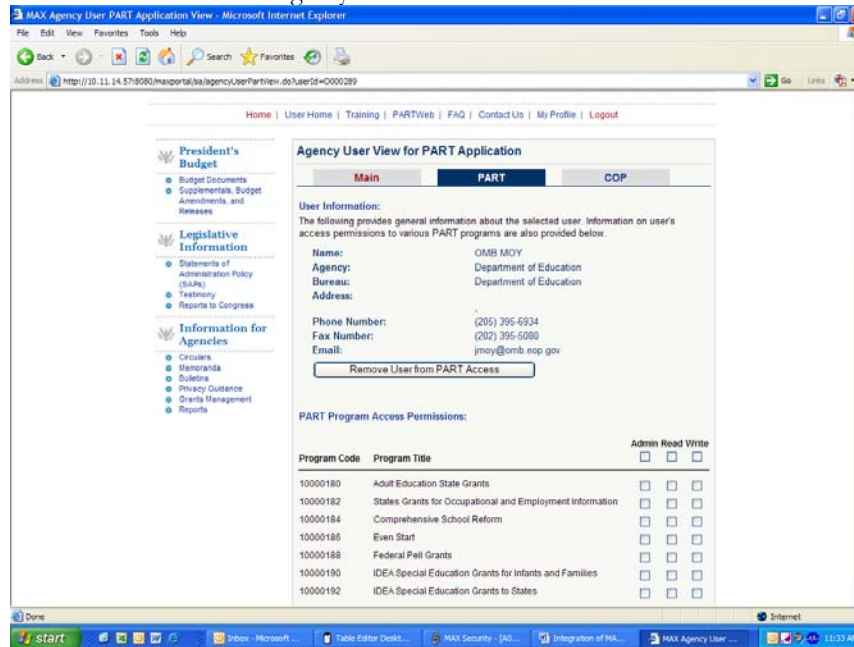 MAX Agency User PART Application View - Microsoft Internet Explorer
File Edit View Favorites Tools Help
Back Search Favorites
Address http://10.11.14.57:8080/maxportal/sa/agencyUserPartView.do?userId=O000289 Go Links
Home | User Home | Training | PARTWeb | FAQ | Contact Us | My Profile | Logout
President's
Budget
Budget Documents
Supplementals, Budget
Amendments, and
Releases
Legislative
Information
Statements of
Administration Policy
(SAPs)
Testimony
Reports to Congress
Information for
Agencies
Circulars
Memoranda
Bulletins
Privacy Guidance
Grants Management
Reports
Agency User View for PART Application
Main PART COP
User Information:
The following provides general information about the selected user. Information on user's
access permissions to various PART programs are also provided below.
Name: OMB MOY
Agency: Department of Education
Bureau: Department of Education
Address:
,
Phone Number: (205) 395-6934
Fax Number: (202) 395-5080
Email: jmoy@omb.eop.gov
Remove User from PART Access
PART Program Access Permissions:
Admin Read Write
Program Code Program Title
10000180 Adult Education State Grants
10000182 States Grants for Occupational and Employment Information
10000184 Comprehensive School Reform
10000186 Even Start
10000188 Federal Pell Grants
10000190 IDEA Special Education Grants for Infants and Families
10000192 IDEA Special Education Grants to States
Done Internet
start Inbox - Microsoft ... Table Editor Deskt... MAX Security - [AO... Integration of MA... MAX Agency User ... 11:33 AM